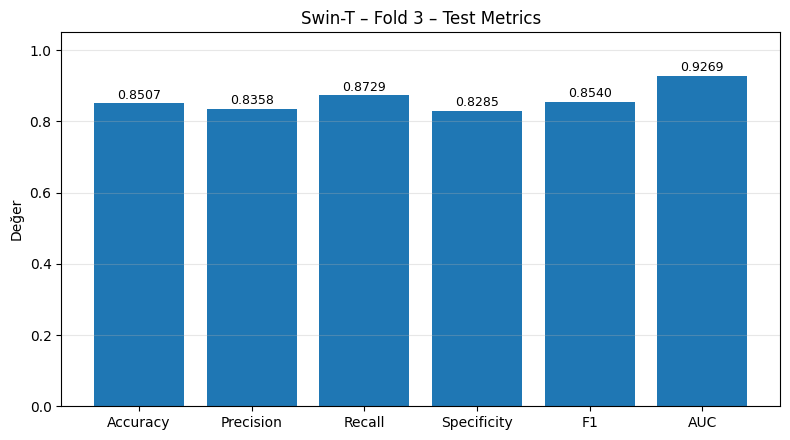 Swin-T – Fold 3 – Test Metrics
Değer
1.0
0.8
0.6
0.4
0.2
0.0
0.8507
0.8358
0.8729
0.8285
0.8540
0.9269
Accuracy
Precision
Recall
Specificity
F1
AUC